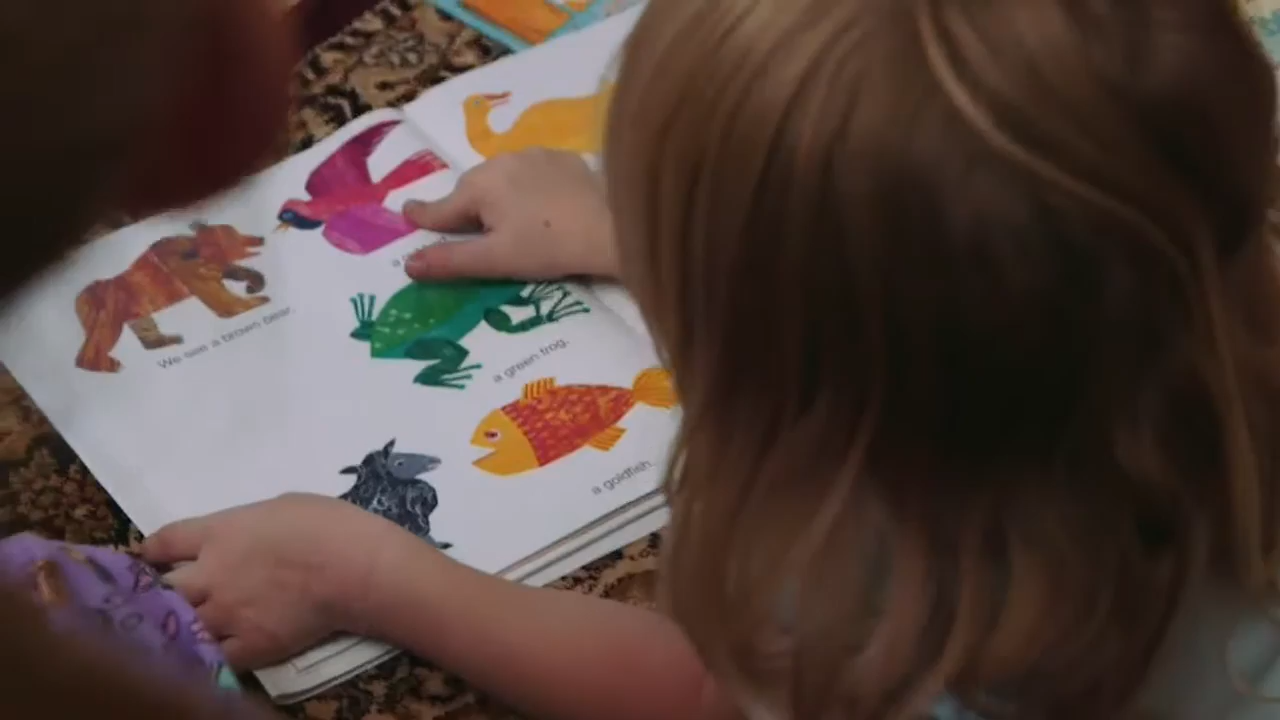 We see a brown bear,
a
a green frog,
a goldfish,